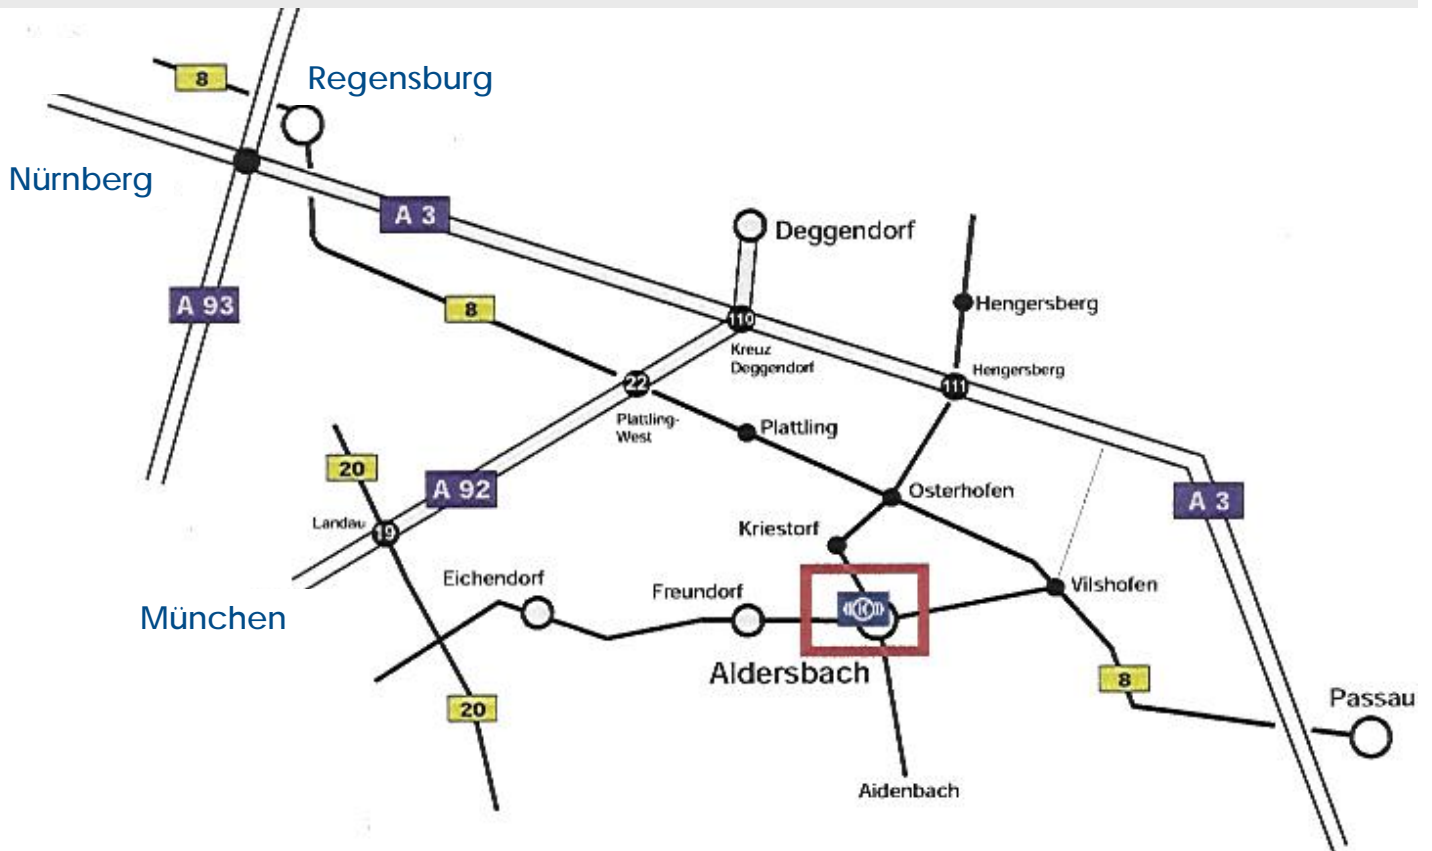 8
Regensburg
Nürnberg
A 3
Deggendorf
A 93
8
Hengersberg
110
Kreuz
Deggendorf
Hengersberg
22
111
Plattling-
West
Plattling
20
A 92
Osterhofen
A 3
Landau
19
Kriestorf
Eichendorf
Freundorf
Vilshofen
München
Aldersbach
8
20
Passau
Aidenbach